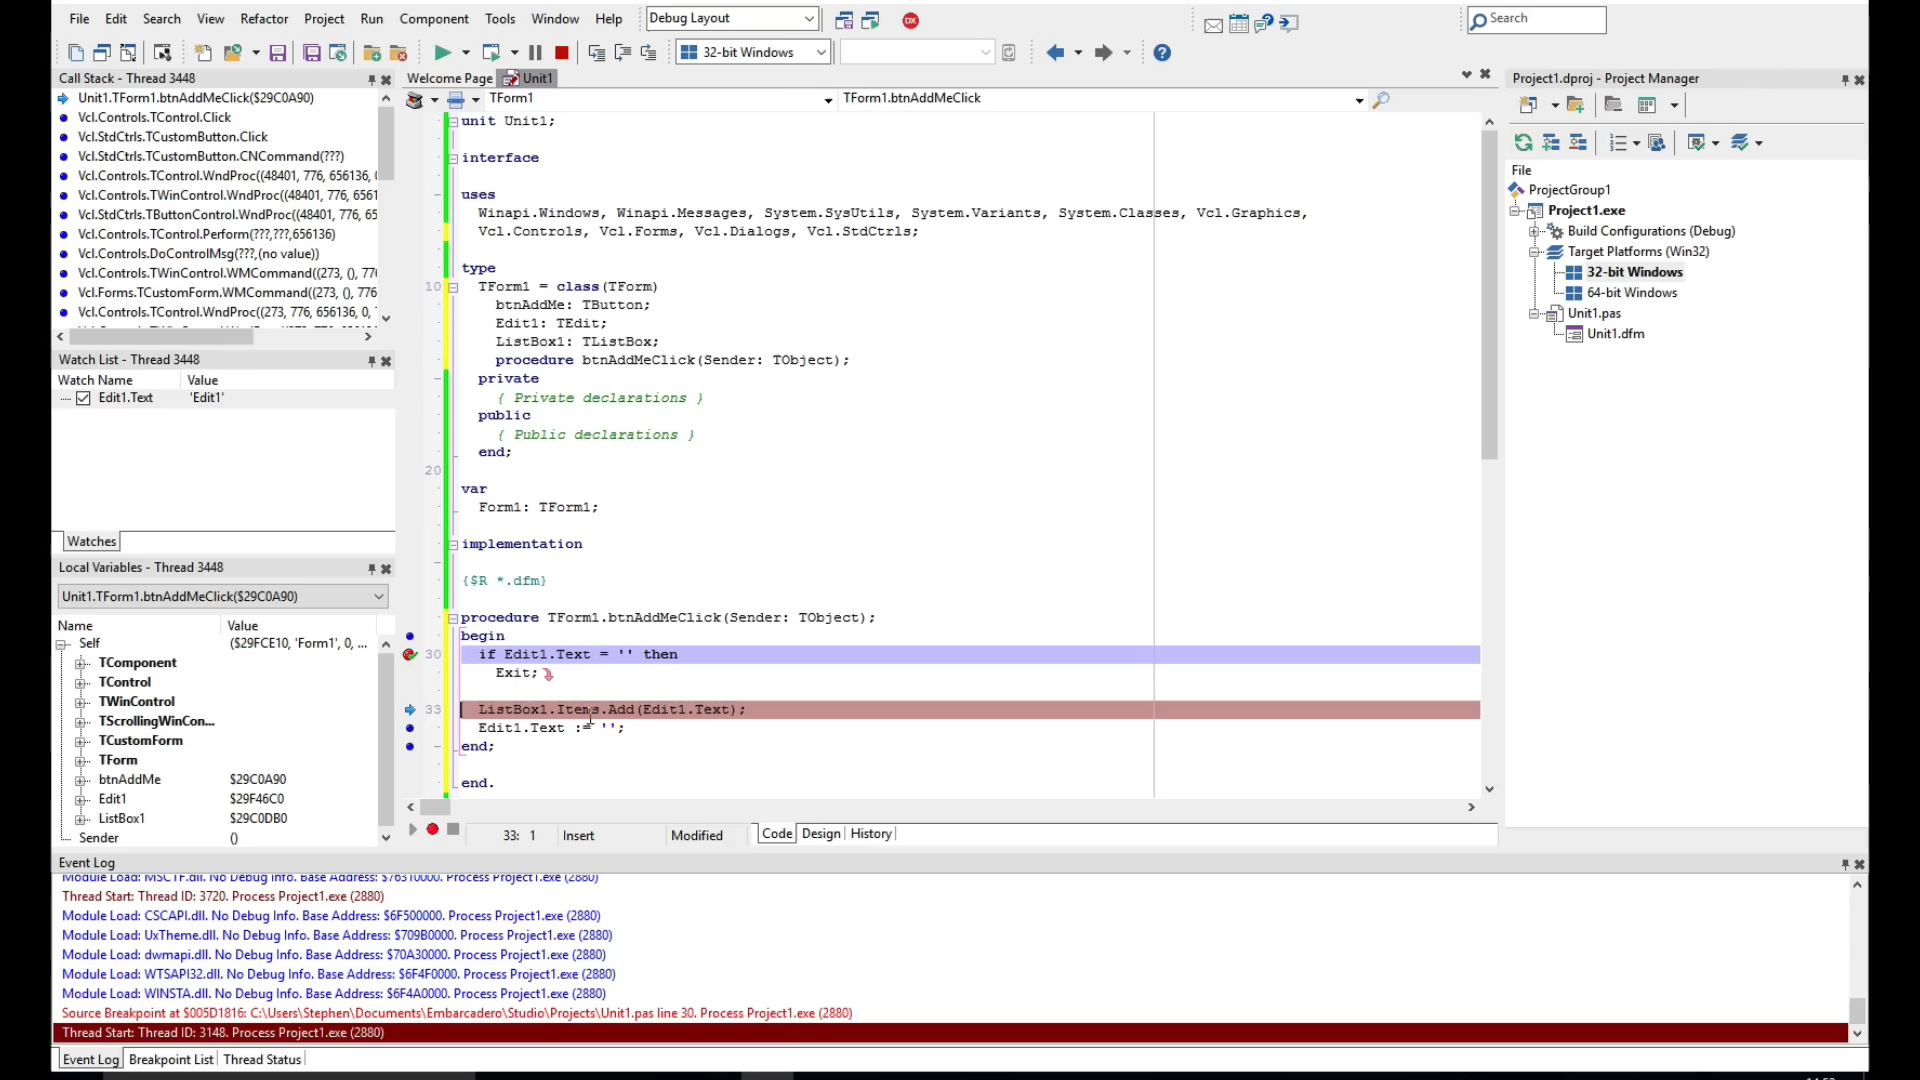 File Edit Search View Refactor Project Run Component Tools Window Help
Debug Layout
Search
32-bit Windows
Call Stack - Thread 3448
Unit1.TForm1.btnAddMeClick($29C0A90)
Vcl.Controls.TControl.Click
Vcl.StdCtrls.TCustomButton.Click
Vcl.StdCtrls.TCustomButton.CNCommand(???)
Vcl.Controls.TControl.WndProc((48401, 776, 656136, 
Vcl.Controls.TWinControl.WndProc((48401, 776, 6561
Vcl.StdCtrls.TButtonControl.WndProc((48401, 776, 65
Vcl.Controls.TControl.Perform(???,???,656136)
Vcl.Controls.DoControlMsg(???,(no value))
Vcl.Controls.TWinControl.WMCommand((273, (), 776
Vcl.Forms.TCustomForm.WMCommand((273, (), 776
Vcl.Controls.TControl.WndProc((273, 776, 656136, 0,
Watch List - Thread 3448
Watch Name Value
Edit1.Text 'Edit1'
Watches
Local Variables - Thread 3448
Unit1.TForm1.btnAddMeClick($29C0A90)
Name Value
Self ($29FCE10, 'Form1', 0, ...
TComponent
TControl
TWinControl
TScrollingWinCon...
TCustomForm
TForm
btnAddMe $29C0A90
Edit1 $29F46C0
ListBox1 $29C0DB0
Sender ()
Welcome Page Unit1
TForm1 TForm1.btnAddMeClick
unit Unit1;
interface
uses
Winapi.Windows, Winapi.Messages, System.SysUtils, System.Variants, System.Classes, Vcl.Graphics,
Vcl.Controls, Vcl.Forms, Vcl.Dialogs, Vcl.StdCtrls;
type
10 TForm1 = class(TForm)
btnAddMe: TButton;
Edit1: TEdit;
ListBox1: TListBox;
procedure btnAddMeClick(Sender: TObject);
private
{ Private declarations }
public
{ Public declarations }
end;
20
var
Form1: TForm1;
implementation
{$R *.dfm}
procedure TForm1.btnAddMeClick(Sender: TObject);
begin
30 if Edit1.Text = '' then
Exit;
33 ListBox1.Items.Add(Edit1.Text);
Edit1.Text := '';
end;
end.
33: 1 Insert Modified Code Design History
Project1.dproj - Project Manager
File
ProjectGroup1
Project1.exe
Build Configurations (Debug)
Target Platforms (Win32)
32-bit Windows
64-bit Windows
Unit1.pas
Unit1.dfm
Event Log
Module Load: MSCTF.dll. No Debug Info. Base Address: $76310000. Process Project1.exe (2880)
Thread Start: Thread ID: 3720. Process Project1.exe (2880)
Module Load: CSCAPI.dll. No Debug Info. Base Address: $6F500000. Process Project1.exe (2880)
Module Load: UxTheme.dll. No Debug Info. Base Address: $709B0000. Process Project1.exe (2880)
Module Load: dwmapi.dll. No Debug Info. Base Address: $70A30000. Process Project1.exe (2880)
Module Load: WTSAPI32.dll. No Debug Info. Base Address: $6F4F0000. Process Project1.exe (2880)
Module Load: WINSTA.dll. No Debug Info. Base Address: $6F4A0000. Process Project1.exe (2880)
Source Breakpoint at $005D1816: C:\Users\Stephen\Documents\Embarcadero\Studio\Projects\Unit1.pas line 30. Process Project1.exe (2880)
Thread Start: Thread ID: 3148. Process Project1.exe (2880)
Event Log Breakpoint List Thread Status